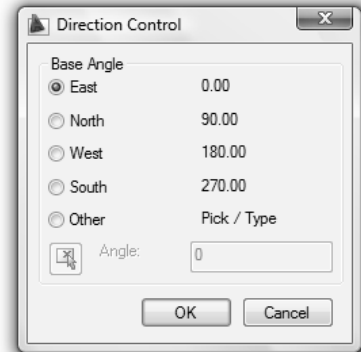 Direction Control
Base Angle
East 0.00
North 90.00
West 180.00
South 270.00
Other Pick / Type
Angle: 0
OK Cancel